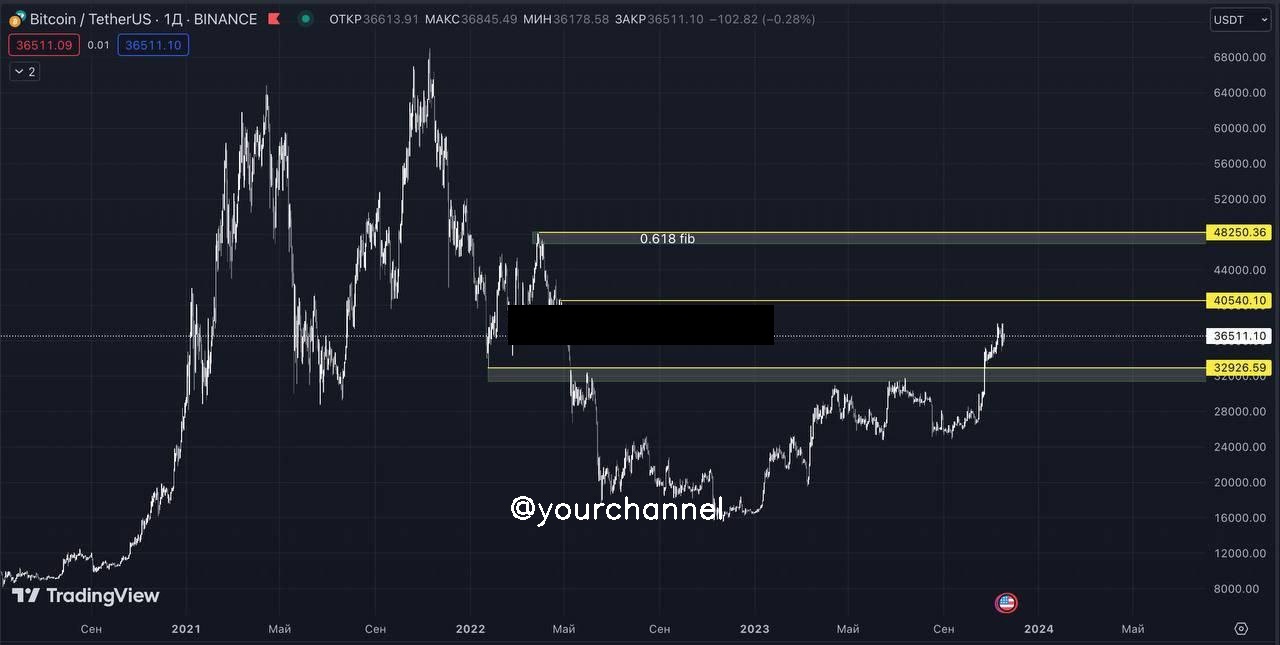 Bitcoin / TetherUS · 1Д · BINANCE ОТКР36613.91 МАКС36845.49 МИН36178.58 ЗАКР36511.10 −102.82 (−0.28%)
USDT
36511.09 0.01 36511.10
2
68000.00
64000.00
60000.00
56000.00
52000.00
0.618 fib
48250.36
44000.00
40540.10
36511.10
32926.59
32000.00
28000.00
24000.00
20000.00
@yourchannel
16000.00
12000.00
8000.00
TradingView
Сен 2021 Май Сен 2022 Май Сен 2023 Май Сен 2024 Май